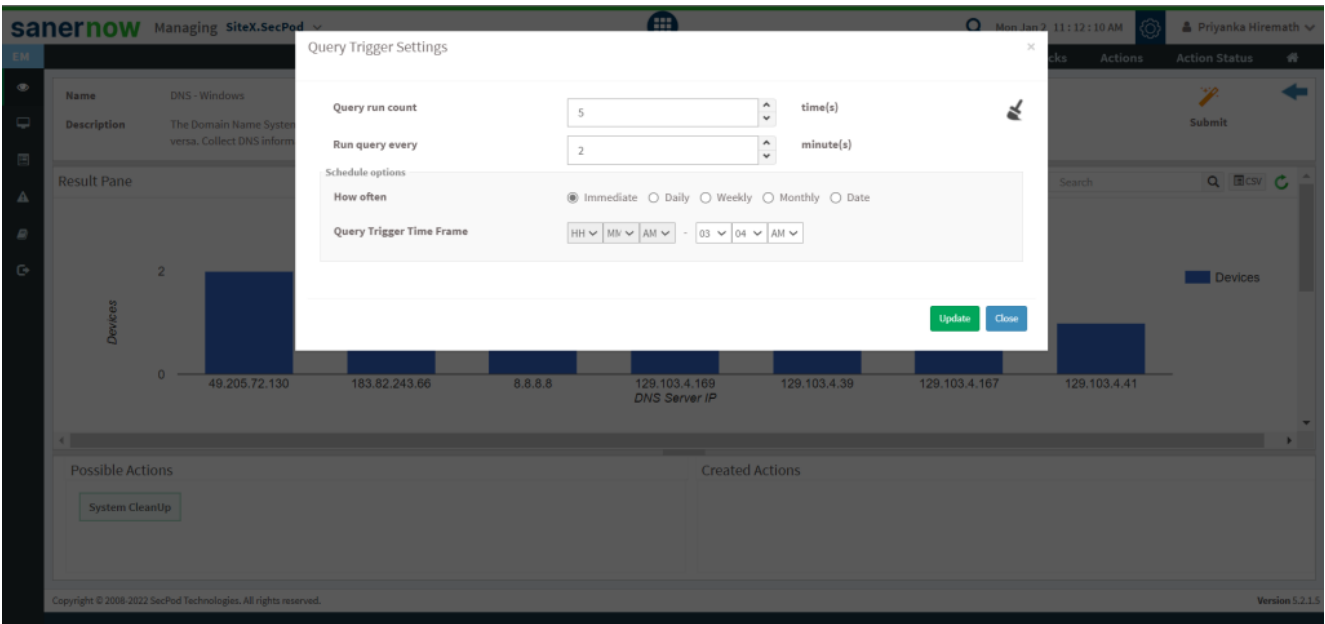 sanernow Managing SiteX.SecPod Mon Jan 2, 11:12:10 AM Priyanka Hiremath
EM Actions Action Status
Query Trigger Settings ×
Name DNS - Windows
Description The Domain Name System
versa. Collect DNS inform
Submit
Query run count 5 time(s)
Run query every 2 minute(s)
Schedule options
How often Immediate Daily Weekly Monthly Date
Query Trigger Time Frame HH MM AM - 03 04 AM
Update Close
Result Pane Search CSV
2
Devices
Devices
0
49.205.72.130 183.82.243.66 8.8.8.8 129.103.4.169 129.103.4.39 129.103.4.167 129.103.4.41
DNS Server IP
Possible Actions Created Actions
System CleanUp
Copyright © 2008-2022 SecPod Technologies. All rights reserved. Version 5.2.1.5